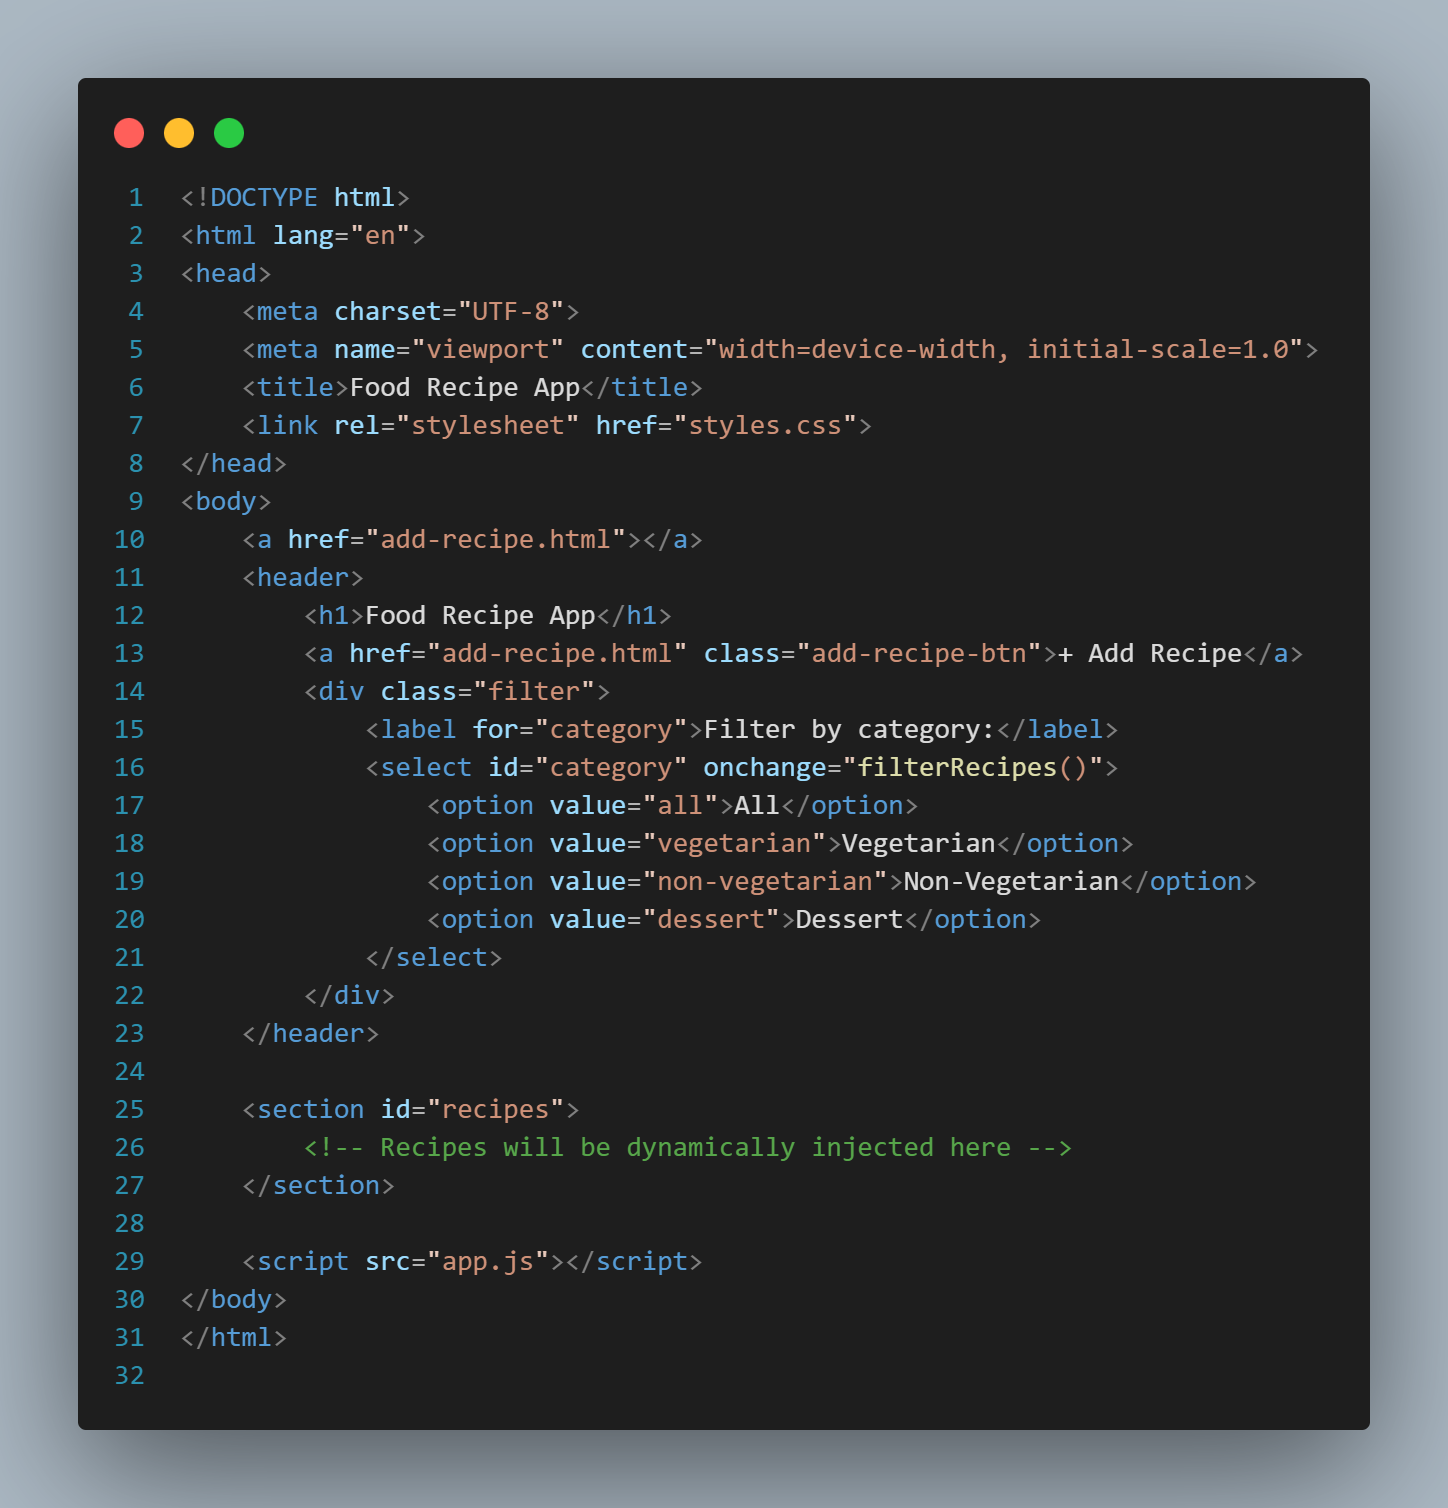 1 <!DOCTYPE html>
2 <html lang="en">
3 <head>
4     <meta charset="UTF-8">
5     <meta name="viewport" content="width=device-width, initial-scale=1.0">
6     <title>Food Recipe App</title>
7     <link rel="stylesheet" href="styles.css">
8 </head>
9 <body>
10     <a href="add-recipe.html"></a>
11     <header>
12         <h1>Food Recipe App</h1>
13         <a href="add-recipe.html" class="add-recipe-btn">+ Add Recipe</a>
14         <div class="filter">
15             <label for="category">Filter by category:</label>
16             <select id="category" onchange="filterRecipes()">
17                 <option value="all">All</option>
18                 <option value="vegetarian">Vegetarian</option>
19                 <option value="non-vegetarian">Non-Vegetarian</option>
20                 <option value="dessert">Dessert</option>
21             </select>
22         </div>
23     </header>
24
25     <section id="recipes">
26         <!-- Recipes will be dynamically injected here -->
27     </section>
28
29     <script src="app.js"></script>
30 </body>
31 </html>
32